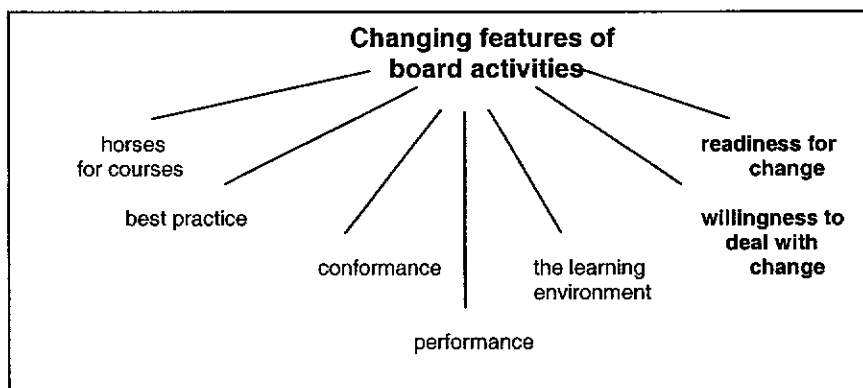 Changing features of
board activities
horses
for courses
readiness for
change
best practice
willingness to
deal with
change
conformance
the learning
environment
performance